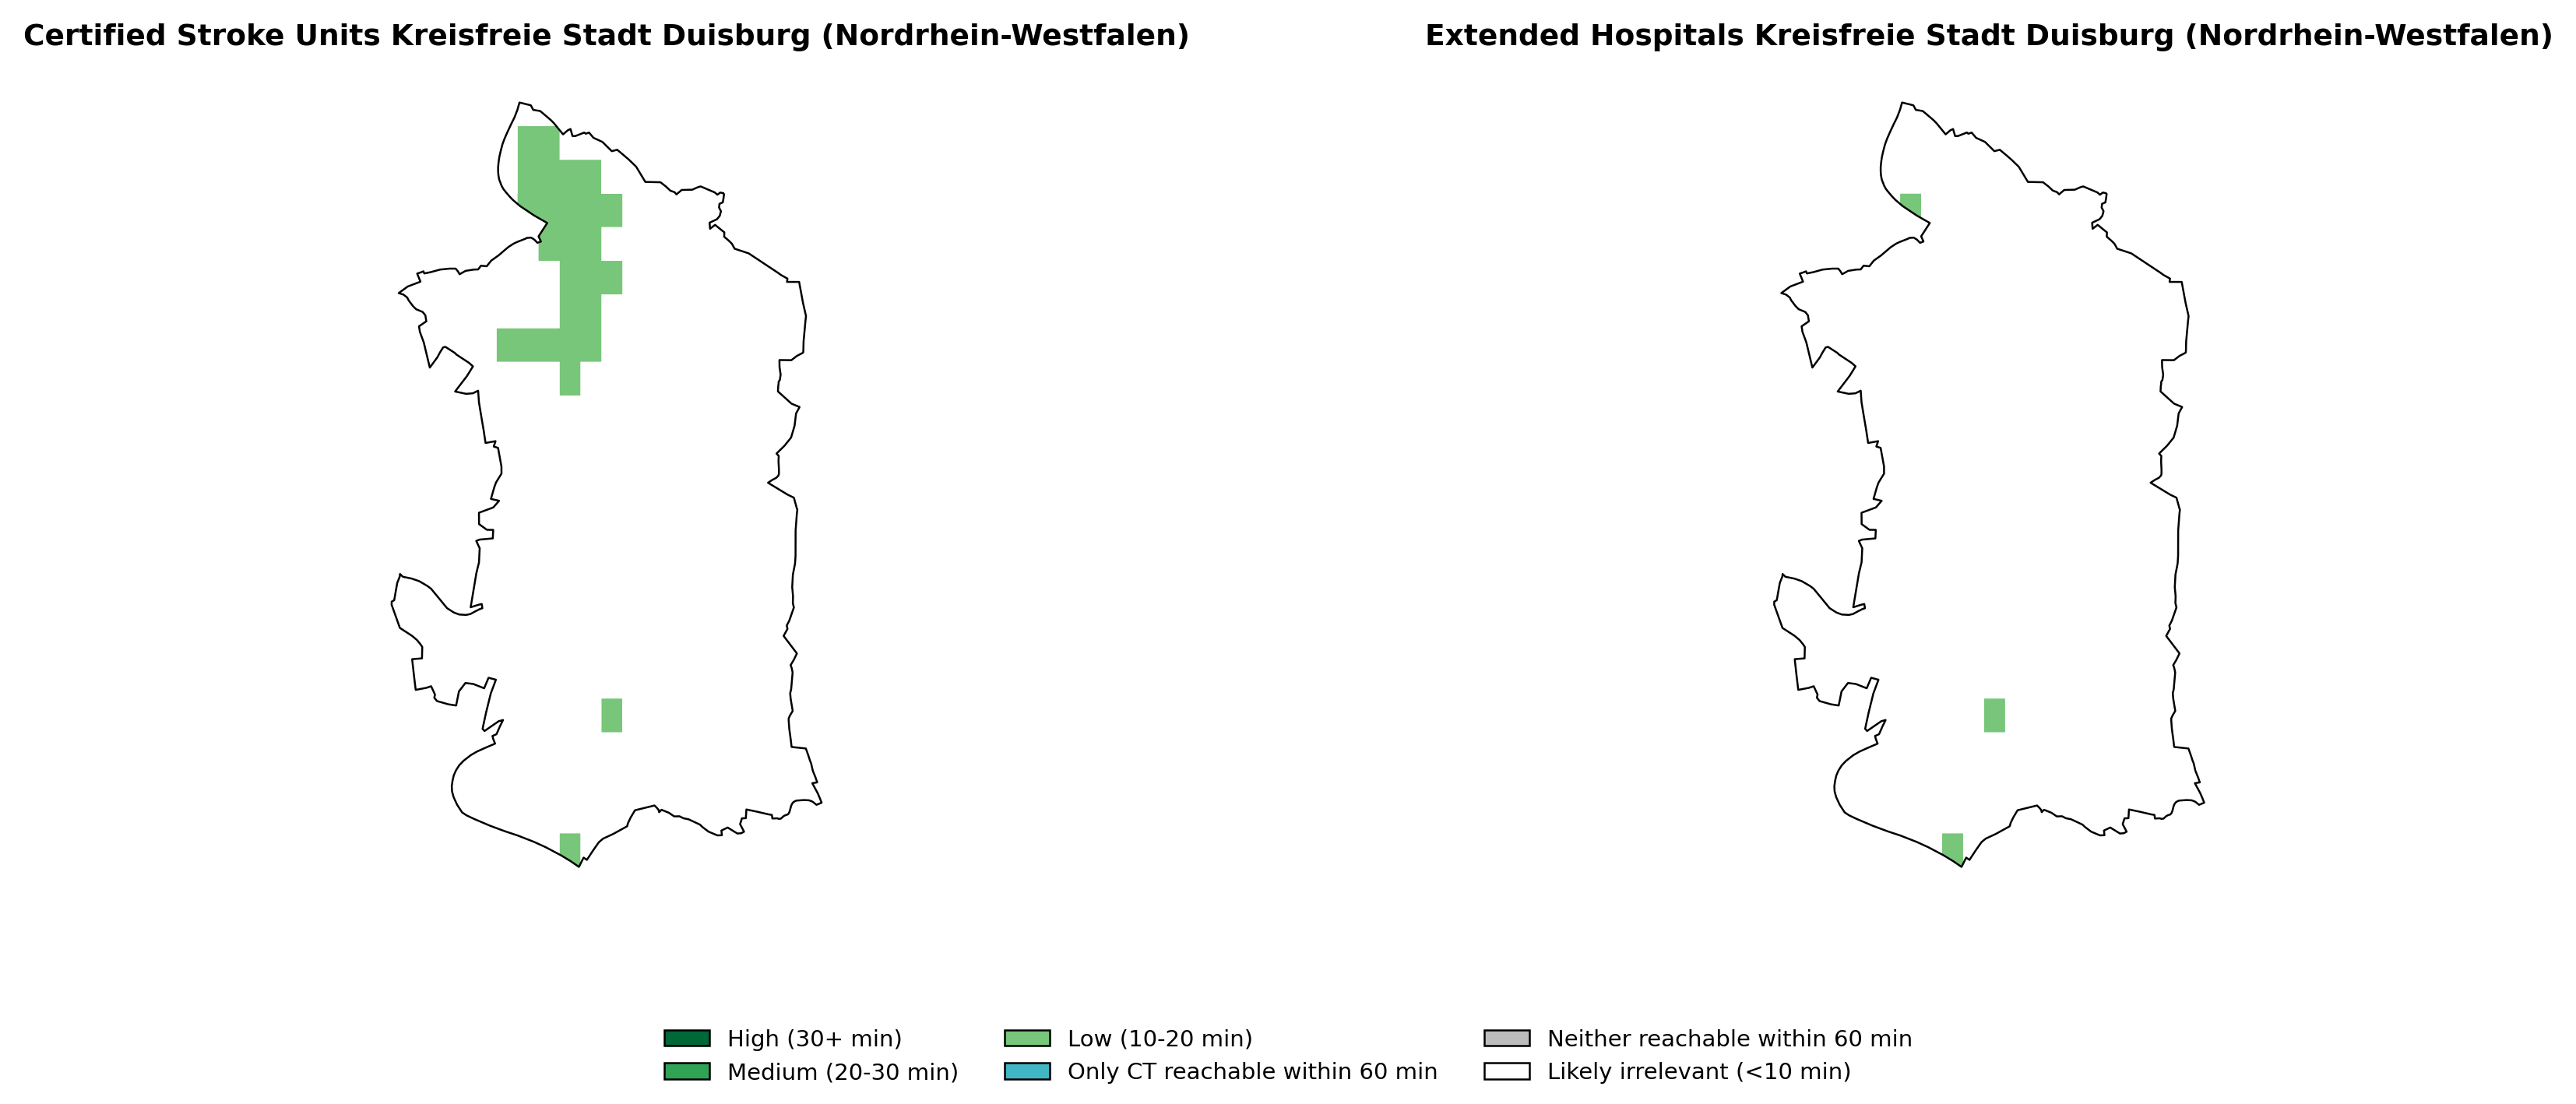 Certified Stroke Units Kreisfreie Stadt Duisburg (Nordrhein-Westfalen)
Extended Hospitals Kreisfreie Stadt Duisburg (Nordrhein-Westfalen)
High (30+ min)
Medium (20-30 min)
Low (10-20 min)
Only CT reachable within 60 min
Neither reachable within 60 min
Likely irrelevant (<10 min)